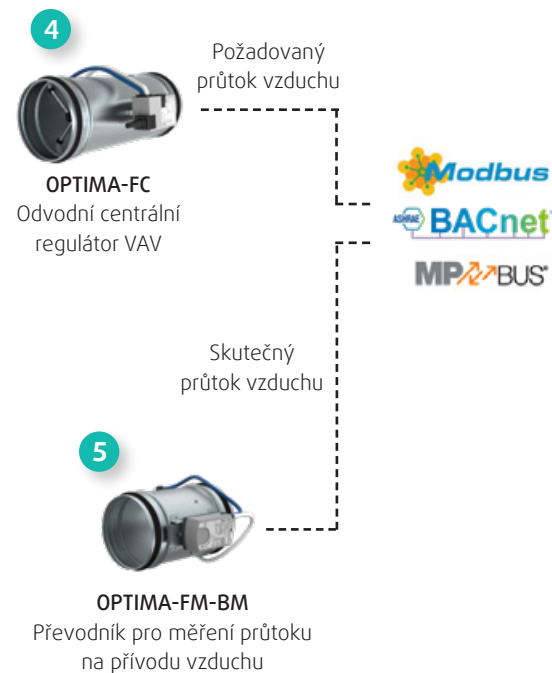 4
Požadovaný
průtok vzduchu
OPTIMA-FC
Odvodní centrální
regulátor VAV
Modbus
ASHRAE BACnet
MP BUS®
Skutečný
průtok vzduchu
5
OPTIMA-FM-BM
Převodník pro měření průtoku
na přívodu vzduchu